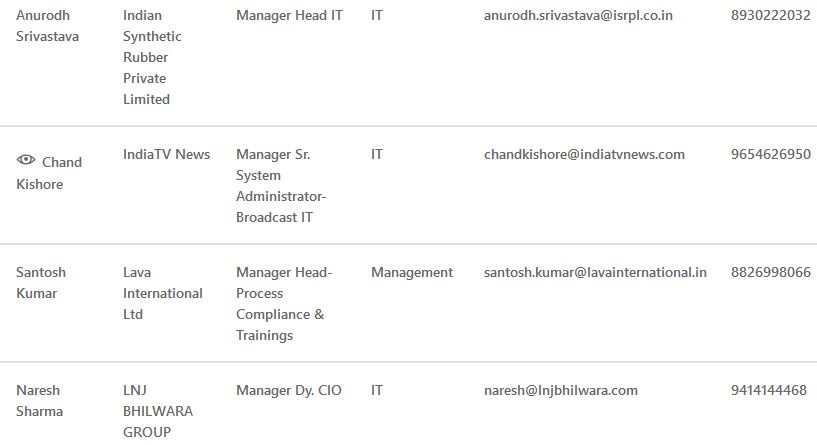 Anurodh Srivastava	Indian Synthetic Rubber Private Limited	Manager Head IT	IT	anurodh.srivastava@isrpl.co.in	8930222032
Chand Kishore	IndiaTV News	Manager Sr. System Administrator-Broadcast IT	IT	chandkishore@indiatvnews.com	9654626950
Santosh Kumar	Lava International Ltd	Manager Head-Process Compliance & Trainings	Management	santosh.kumar@lavainternational.in	8826998066
Naresh Sharma	LNJ BHILWARA GROUP	Manager Dy. CIO	IT	naresh@lnjbhilwara.com	9414144468